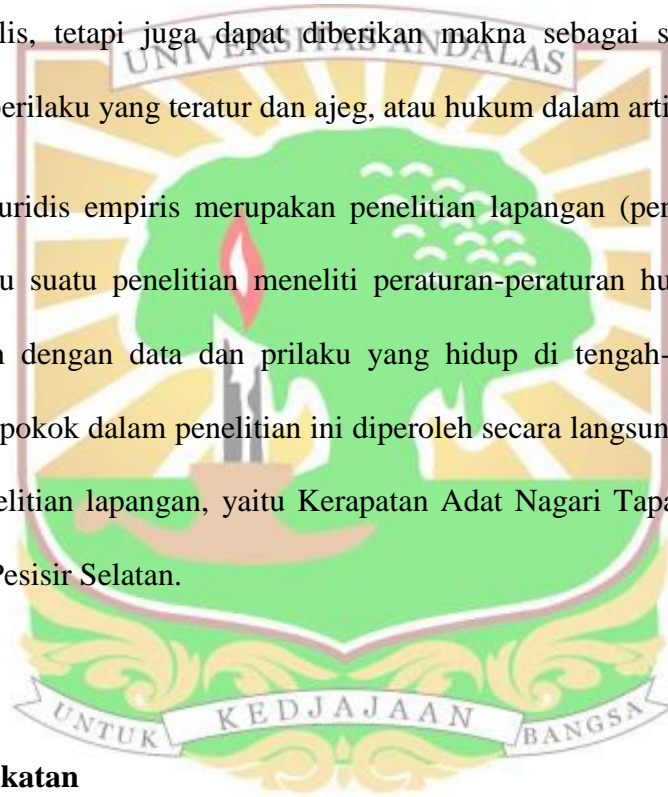 lis, tetapi juga dapat diberikan makna sebagai s
UNIVERSITAS ANDALAS
perilaku yang teratur dan ajeg, atau hukum dalam arti
uridis empiris merupakan penelitian lapangan (per
u suatu penelitian meneliti peraturan-peraturan hu
n dengan data dan prilaku yang hidup di tengah-
pokok dalam penelitian ini diperoleh secara langsun
elitian lapangan, yaitu Kerapatan Adat Nagari Tapa
Pesisir Selatan.
UNTUK KEDJAJAAN BANGSA
katan